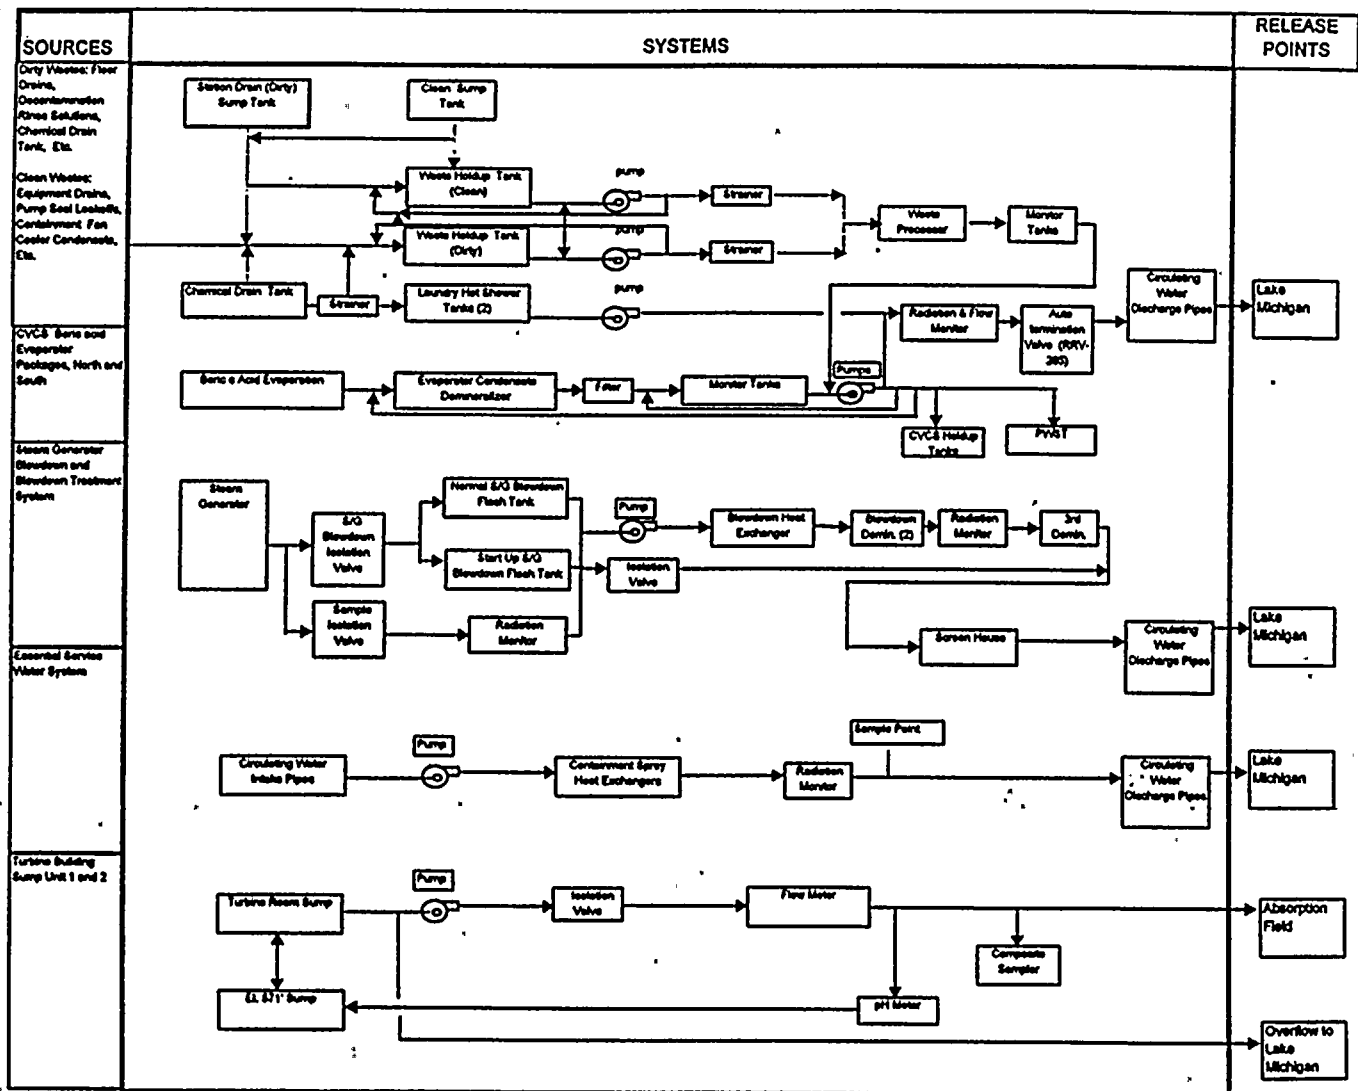 SOURCES
SYSTEMS
RELEASE
POINTS
Dirty Wastes: Floor
Drains,
Decontamination
Rinse Solutions,
Chemical Drain
Tank, Etc.
Clean Wastes:
Equipment Drains,
Pump Seal Leakoffs,
Containment Fan
Cooler Condensate,
Etc.
Station Drain (Dirty)
Sump Tank
Clean Sump
Tank
Waste Holdup Tank
(Clean)
pump
Strainer
Waste Holdup Tank
(Dirty)
pump
Strainer
Waste
Processor
Monitor
Tanks
Chemical Drain Tank
Strainer
Laundry Hot Shower
Tanks (2)
pump
Radiation & Flow
Monitor
Auto
termination
Valve (RRV-
285)
Circulating
Water
Discharge Pipes
Lake
Michigan
CVCS Boric acid
Evaporator
Packages, North and
South
Boric Acid Evaporation
Evaporator Condensate
Demineralizer
Filter
Monitor Tanks
Pumps
CVCS Holdup
Tanks
PWST
Steam Generator
Blowdown and
Blowdown Treatment
System
Steam
Generator
S/G
Blowdown
Isolation
Valve
Normal S/G Blowdown
Flash Tank
Start Up S/G
Blowdown Flash Tank
Pump
Blowdown Heat
Exchanger
Blowdown
Demin. (2)
Radiation
Monitor
3rd
Demin.
Isolation
Valve
Sample
Isolation
Valve
Radiation
Monitor
Screen House
Circulating
Water
Discharge Pipes
Lake
Michigan
Essential Service
Water System
Circulating Water
Intake Pipes
Pump
Containment Spray
Heat Exchangers
Radiation
Monitor
Sample Point
Circulating
Water
Discharge Pipes
Lake
Michigan
Turbine Building
Sump Unit 1 and 2
Turbine Room Sump
Pump
Isolation
Valve
Flow Meter
Composite
Sampler
Absorption
Field
EL 571' Sump
pH Meter
Overflow to
Lake
Michigan